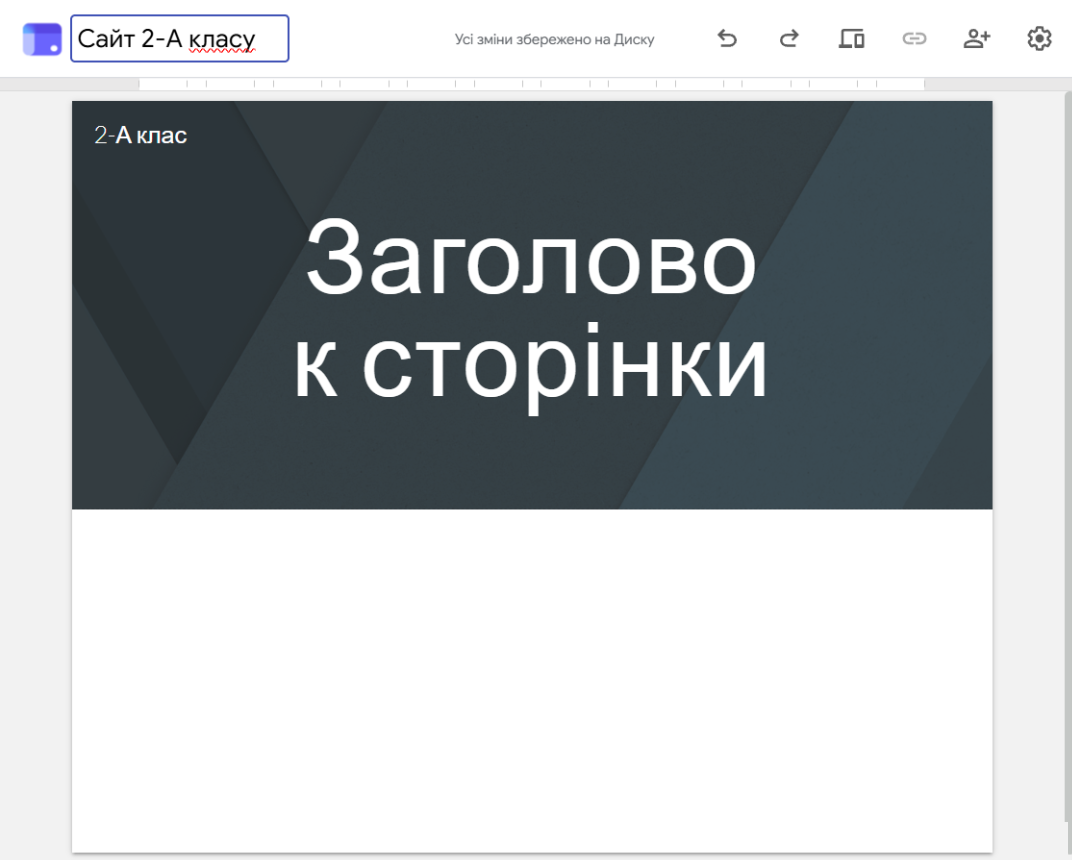 Сайт 2-А класу
Усі зміни збережено на Диску
2-А клас
Заголово
к сторінки